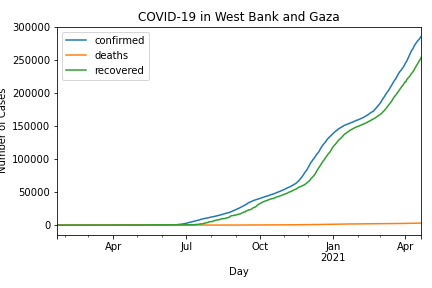 COVID-19 in West Bank and Gaza
300000
250000
200000
150000
100000
50000
0
Number of Cases
confirmed
deaths
recovered
Apr
Jul
Oct
Jan
2021
Apr
Day